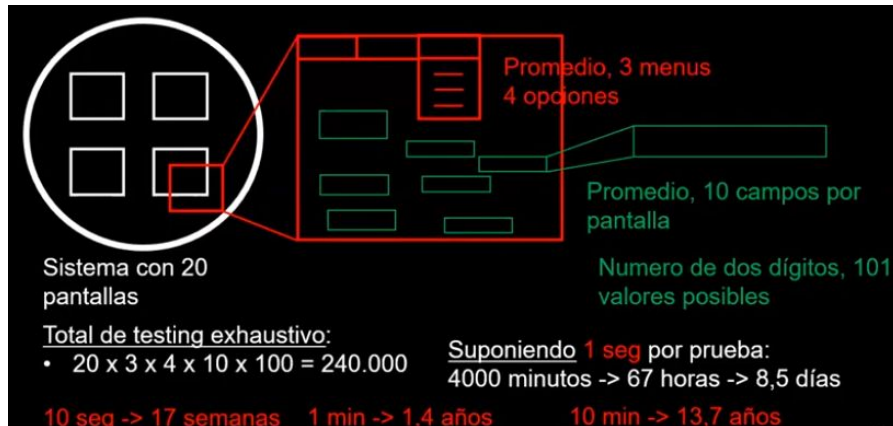 Promedio, 3 menus
4 opciones
Promedio, 10 campos por
pantalla
Sistema con 20
pantallas
Numero de dos dígitos, 101
valores posibles
Total de testing exhaustivo:
• 20 x 3 x 4 x 10 x 100 = 240.000
Suponiendo 1 seg por prueba:
4000 minutos -> 67 horas -> 8,5 días
10 seg -> 17 semanas 1 min -> 1,4 años 10 min -> 13,7 años